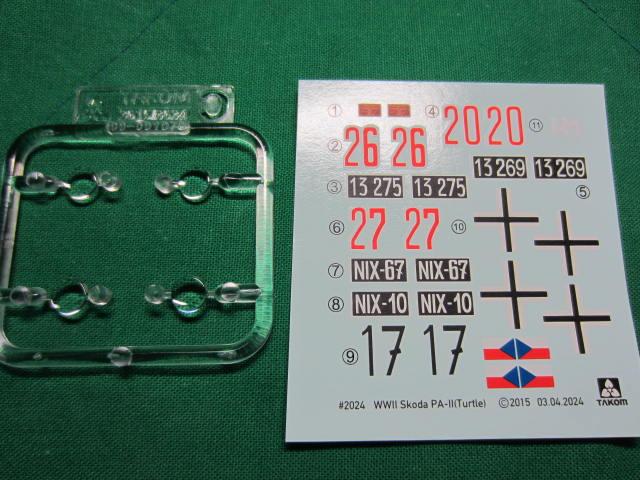 TAKOM
① ④ 20 20 ⑪
② 26 26
13 269 13 269
③ 13 275 13 275 ⑤
⑥ 27 27 ⑩
⑦ NIX-67 NIX-67
⑧ NIX-10 NIX-10
⑨ 17 17
#2024 WWII Skoda PA-II(Turtle) ©2015 03.04.2024
TAKOM